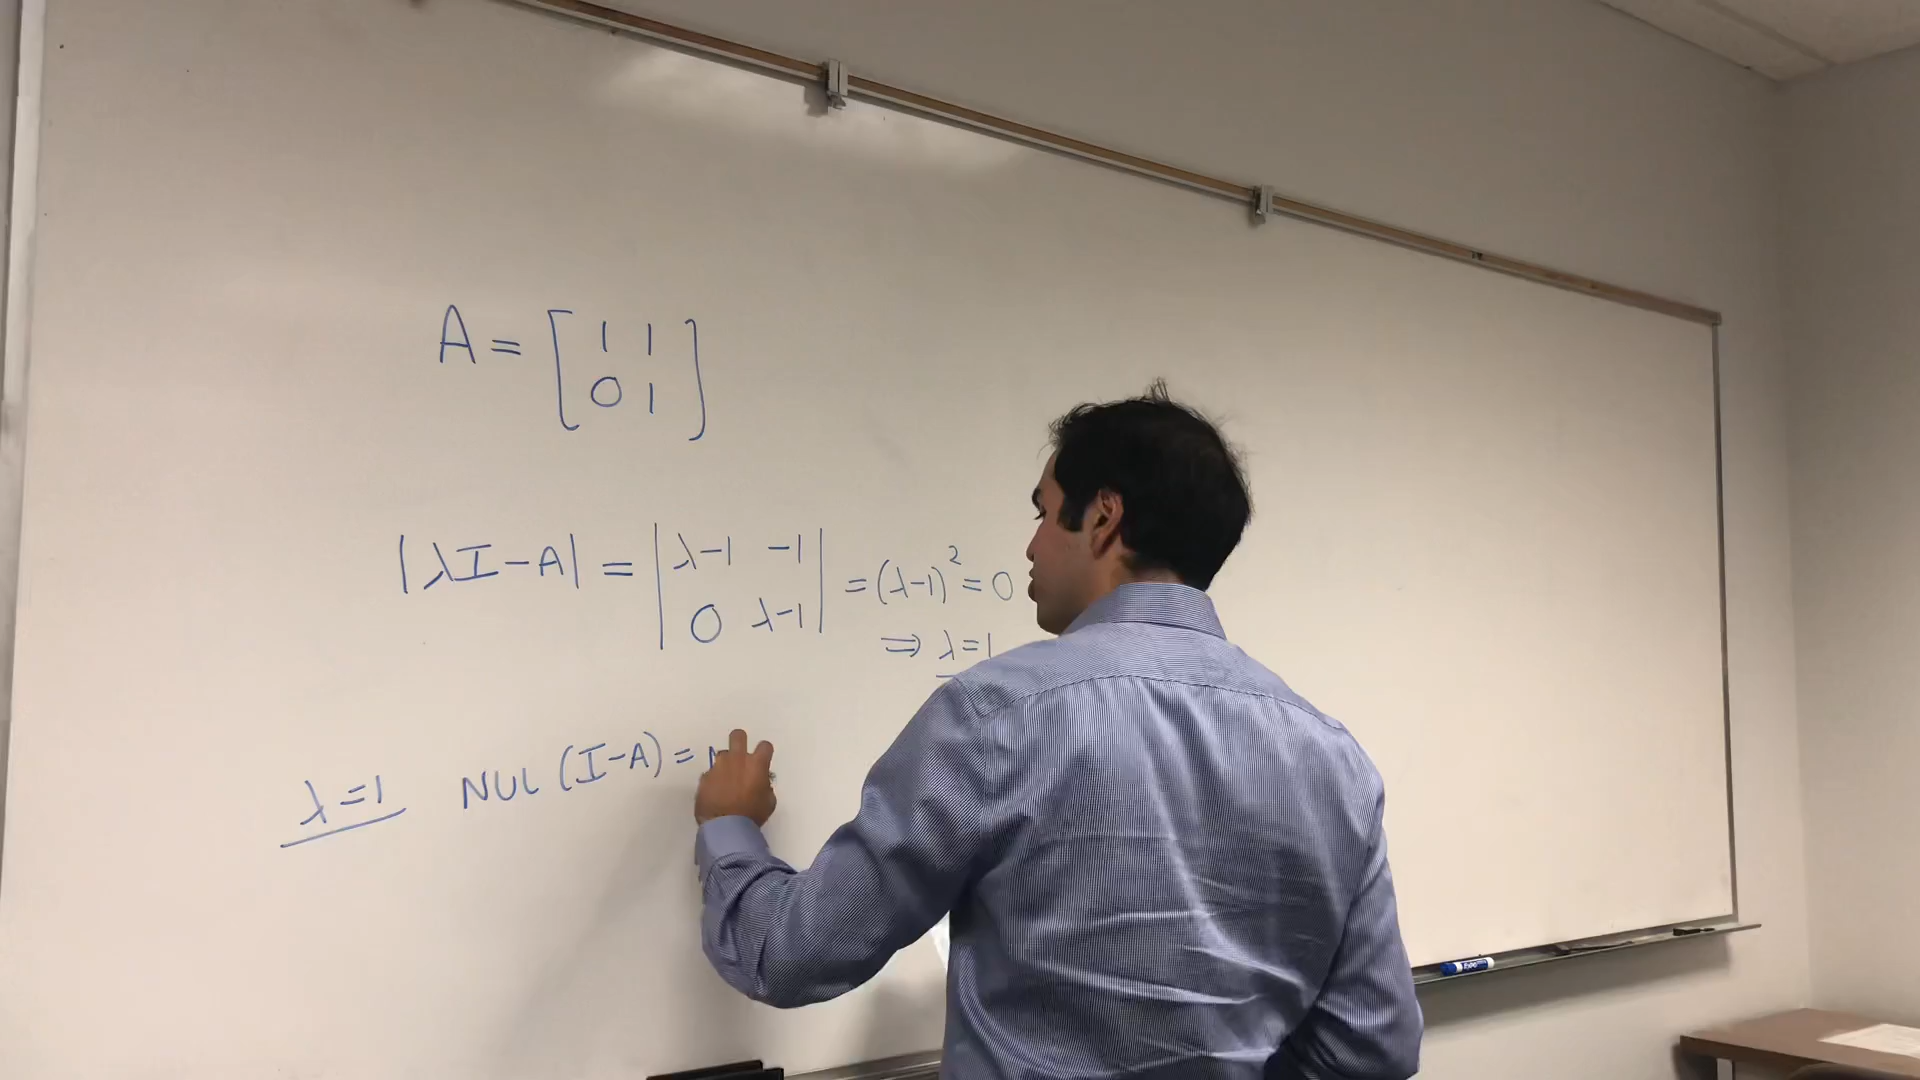 A = [ 1 1
0 1 ]
|λI-A| = | λ-1 -1
0 λ-1 | = (λ-1)² = 0
⇒ λ=1
λ=1 NUL (I-A) = N